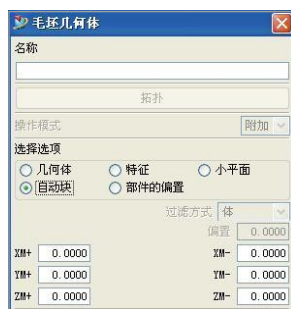 毛坯几何体
名称
拓扑
操作模式 附加
选择选项
几何体 特征 小平面
自动块 部件的偏置
过滤方式 体
偏置 0.0000
XM+ 0.0000 XM- 0.0000
YM+ 0.0000 YM- 0.0000
ZM+ 0.0000 ZM- 0.0000